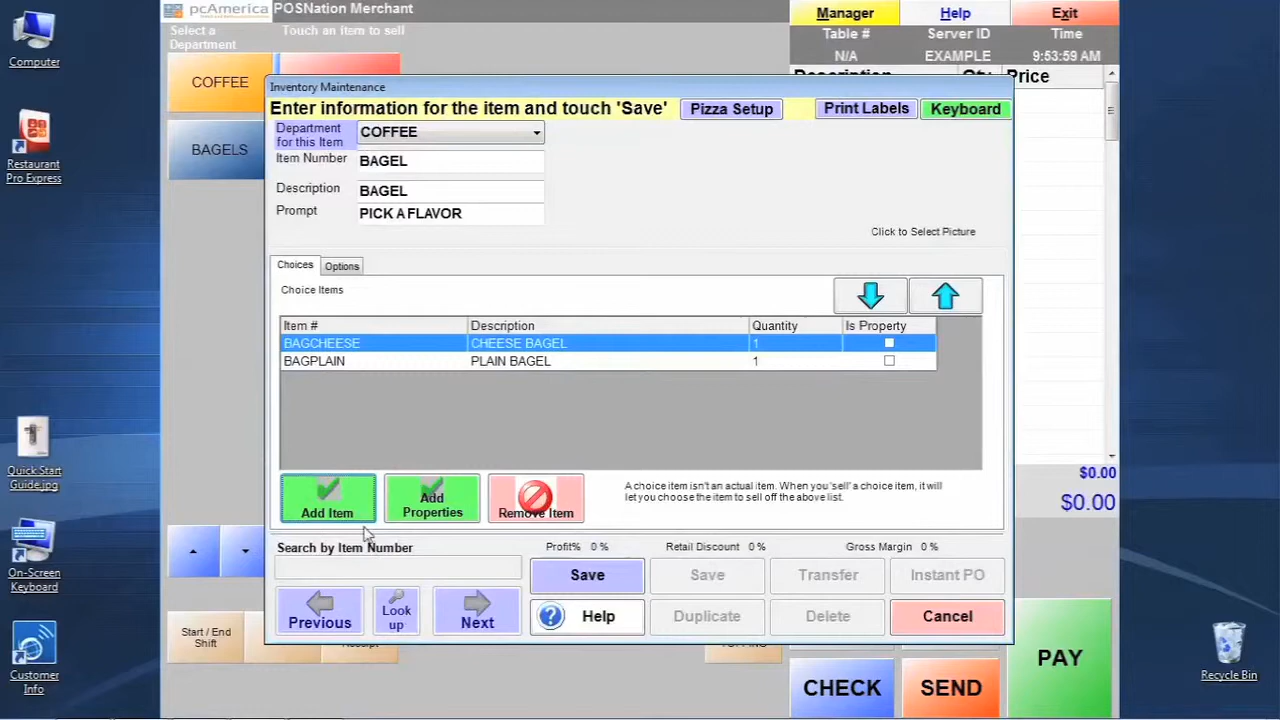 Computer
Restaurant
Pro Express
Quick Start
Guide.jpg
On-Screen
Keyboard
Customer
Info
pcAmerica
POSNation Merchant
Select a
Department
Touch an Item to sell
Manager
Help
Exit
Table #
Server ID
Time
N/A
EXAMPLE
9:53:59 AM
Description
Qty
Price
COFFEE
BAGELS
Inventory Maintenance
Enter information for the item and touch 'Save'
Pizza Setup
Print Labels
Keyboard
Department
for this Item
COFFEE
Item Number
BAGEL
Description
BAGEL
Prompt
PICK A FLAVOR
Click to Select Picture
Choices
Options
Choice Items
Item #
Description
Quantity
Is Property
BAGCHEESE
CHEESE BAGEL
1
BAGPLAIN
PLAIN BAGEL
1
Add Item
Add
Properties
Remove Item
A choice item isn't an actual item. When you 'sell' a choice item, it will
let you choose the item to sell off the above list.
Search by Item Number
Profit% 0 %
Retail Discount 0 %
Gross Margin 0 %
Save
Save
Transfer
Instant PO
Previous
Look
up
Next
Help
Duplicate
Delete
Cancel
$0.00
$0.00
Start / End
Shift
CHECK
SEND
PAY
Recycle Bin